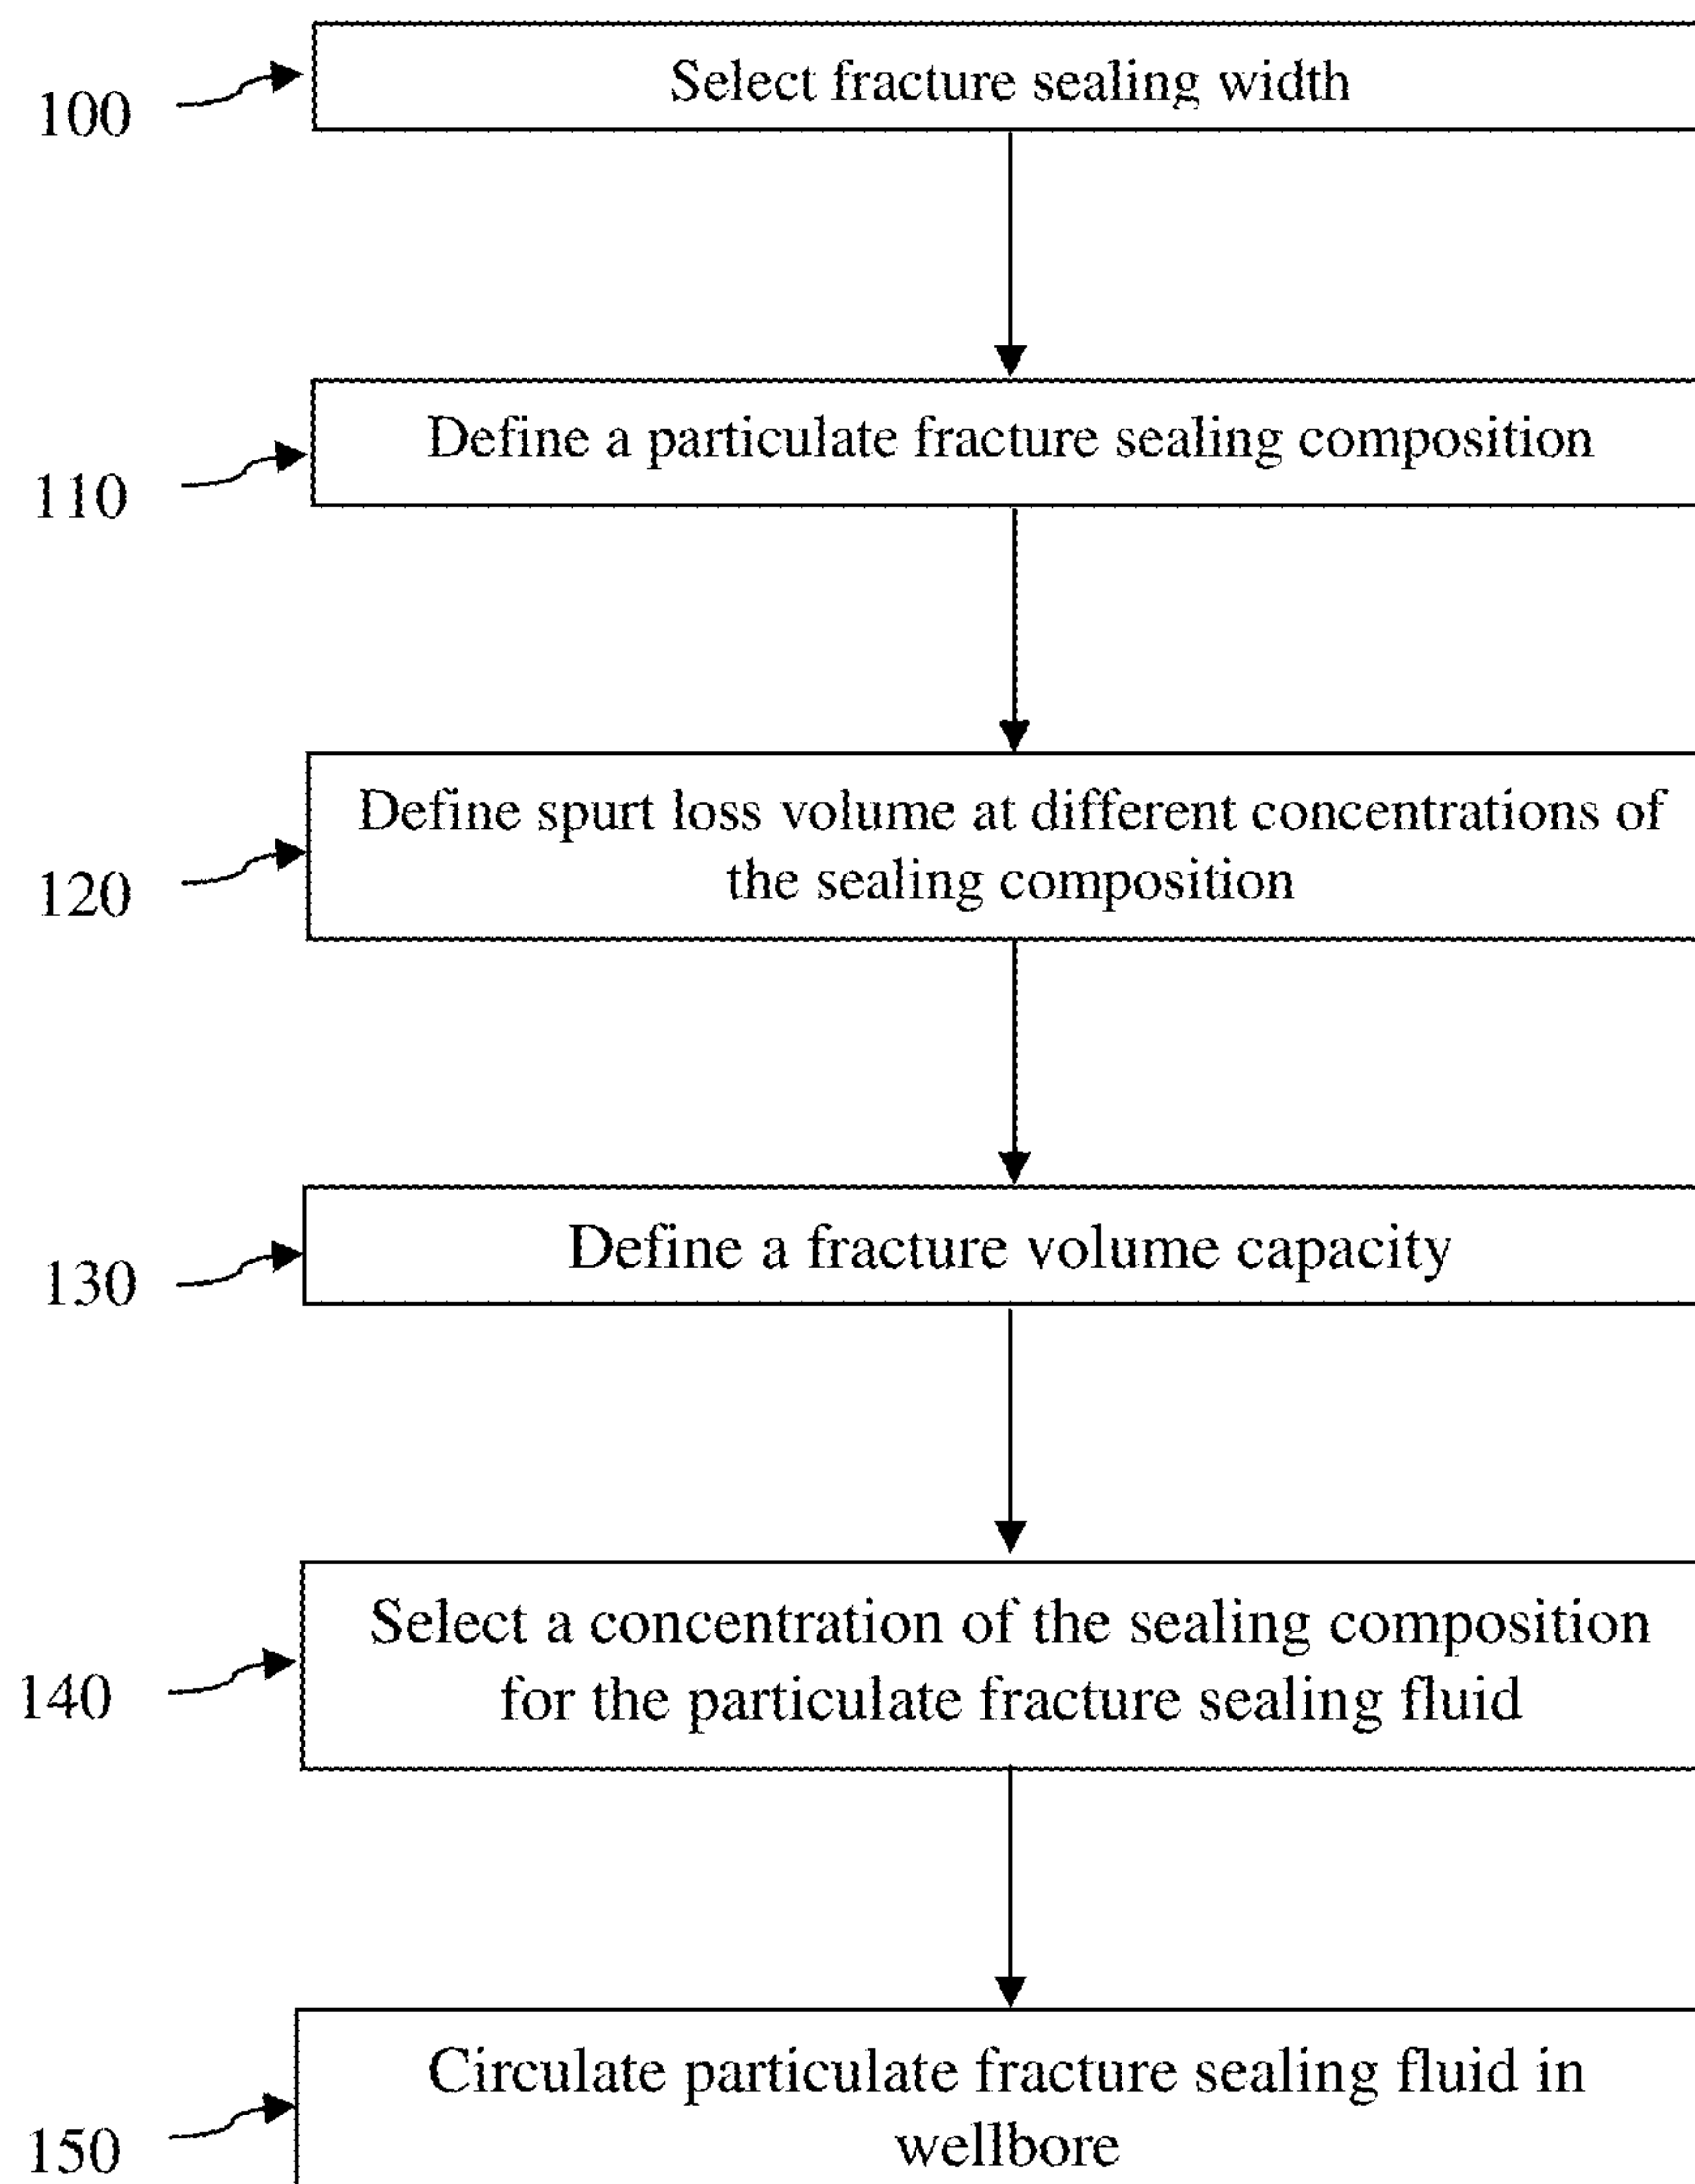 Select fracture sealing width
100
Define a particulate fracture sealing composition
110
Define spurt loss volume at different concentrations of
the sealing composition
120
Define a fracture volume capacity
130
Select a concentration of the sealing composition
for the particulate fracture sealing fluid
140
Circulate particulate fracture sealing fluid in
wellbore
150